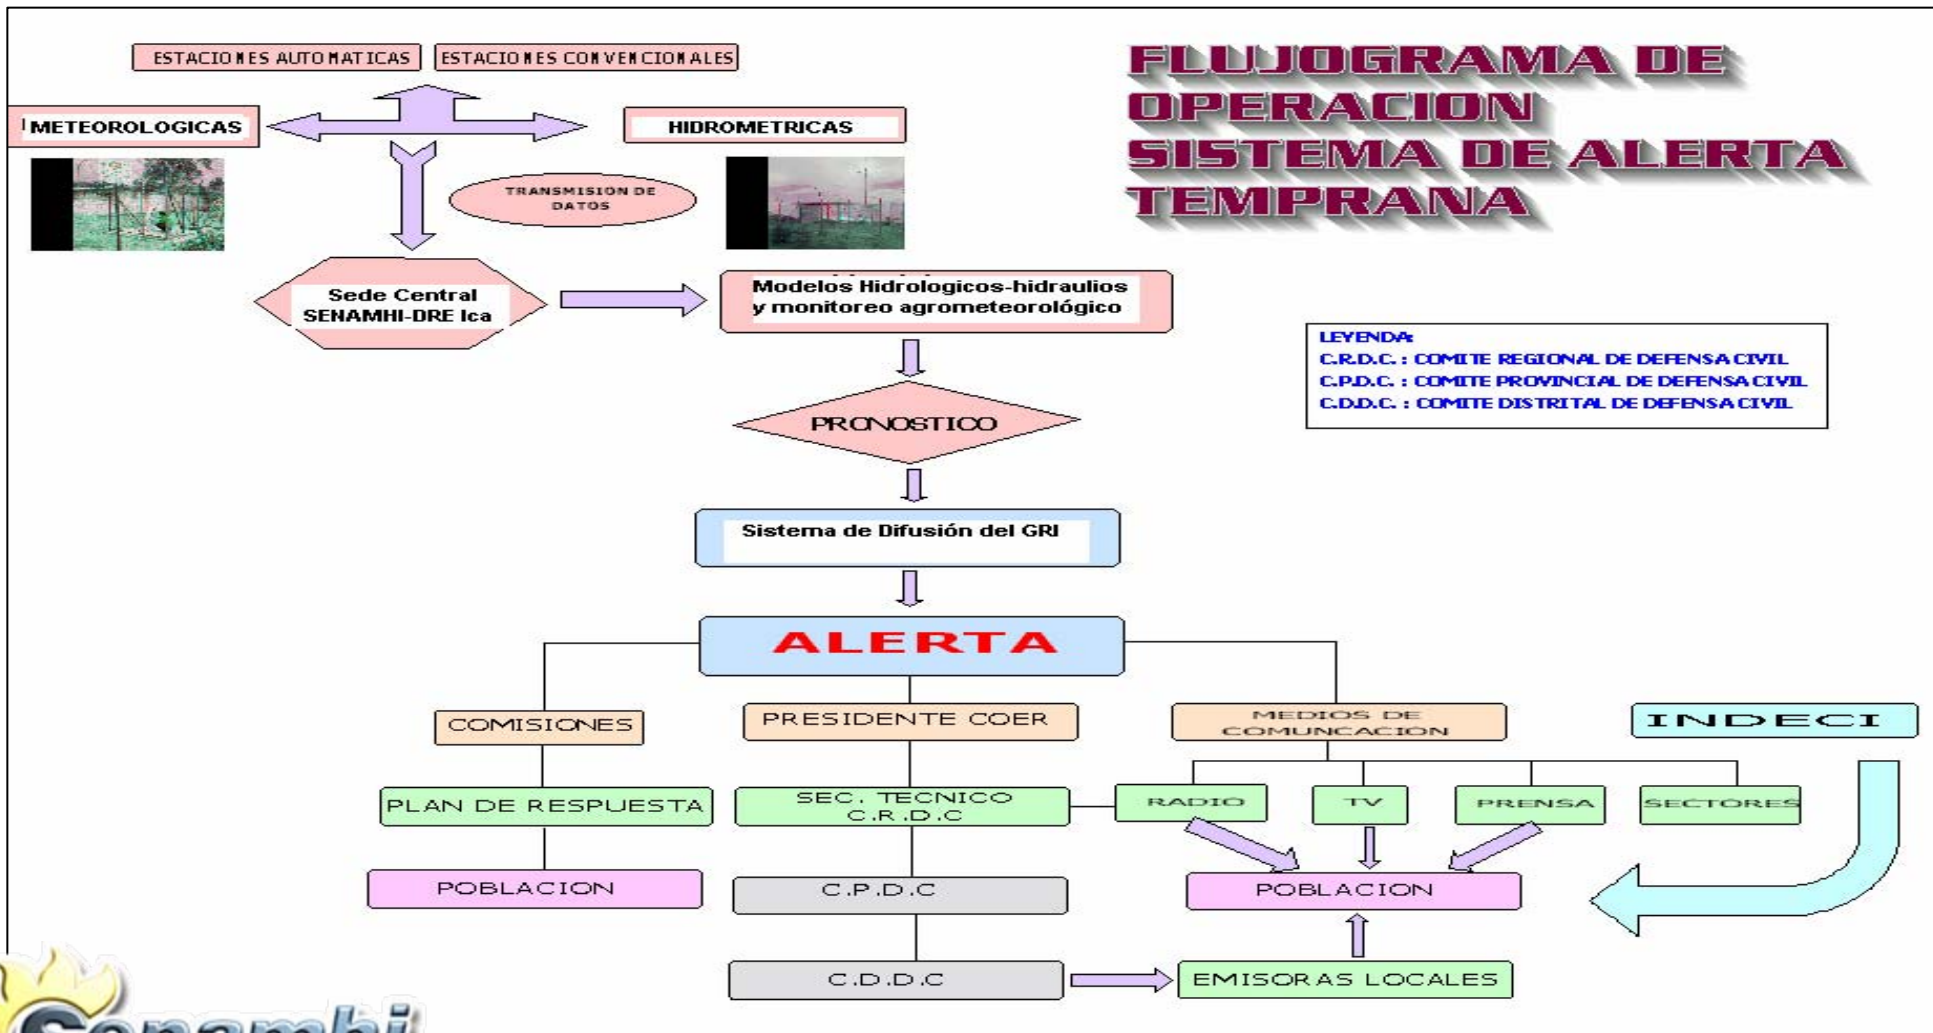 ESTACIONES AUTOMATICAS
ESTACIONES CONVENCIONALES
FLUJOGRAMA DE
OPERACION
SISTEMA DE ALERTA
TEMPRANA
METEOROLOGICAS
HIDROMETRICAS
TRANSMISION DE
DATOS
Sede Central
SENAMHI-DRE Ica
Modelos Hidrologicos-hidraulios
y monitoreo agrometeorológico
LEYENDA:
C.R.D.C. : COMITE REGIONAL DE DEFENSA CIVIL
C.P.D.C. : COMITE PROVINCIAL DE DEFENSA CIVIL
C.D.D.C. : COMITE DISTRITAL DE DEFENSA CIVIL
PRONOSTICO
Sistema de Difusión del GRI
ALERTA
COMISIONES
PRESIDENTE COER
MEDIOS DE
COMUNCACION
INDECI
PLAN DE RESPUESTA
SEC. TECNICO
C.R.D.C
RADIO
TV
PRENSA
SECTORES
POBLACION
C.P.D.C
POBLACION
C.D.D.C
EMISORAS LOCALES
Senamhi